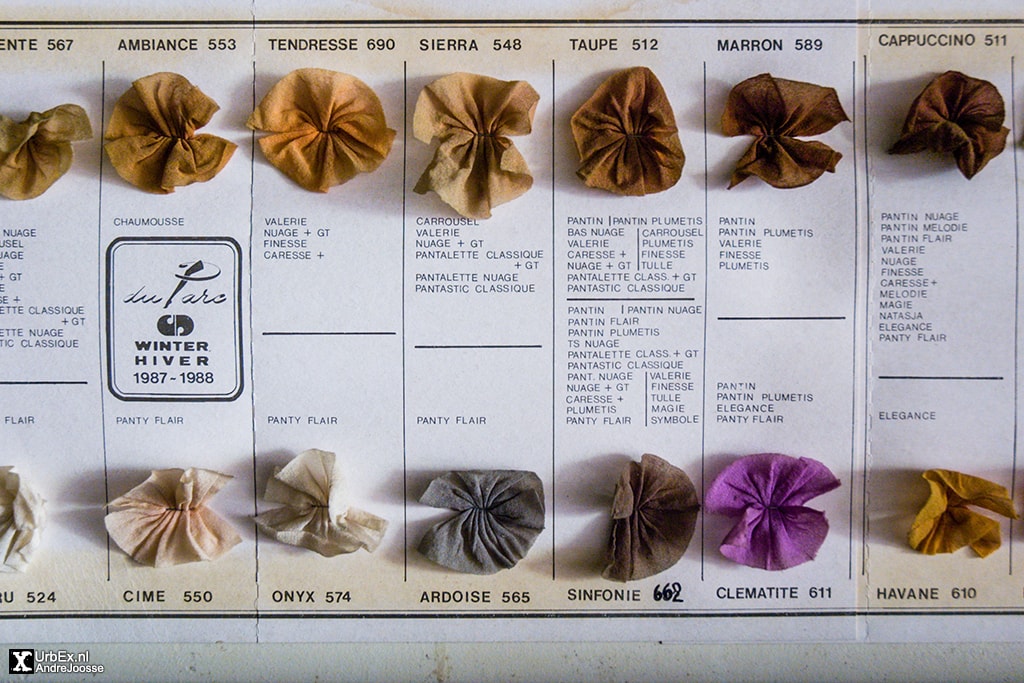 ENTE 567
AMBIANCE 553
TENDRESSE 690
SIERRA 548
TAUPE 512
MARRON 589
CAPPUCCINO 511
NUAGE
USEL
UAGE
E
+ GT
SE +
LETTE CLASSIQUE
+ GT
LETTE NUAGE
STIC CLASSIQUE
FLAIR
CHAUMOUSSE
du Parc
WINTER
HIVER
1987-1988
PANTY FLAIR
VALERIE
NUAGE + GT
FINESSE
CARESSE +
PANTY FLAIR
CARROUSEL
VALERIE
NUAGE + GT
PANTALETTE CLASSIQUE
+ GT
PANTALETTE NUAGE
PANTASTIC CLASSIQUE
PANTY FLAIR
PANTIN | PANTIN PLUMETIS
BAS NUAGE | CARROUSEL
VALERIE | PLUMETIS
CARESSE + | FINESSE
NUAGE + GT | TULLE
PANTALETTE CLASS. + GT
PANTASTIC CLASSIQUE
PANTIN | PANTIN NUAGE
PANTIN FLAIR
PANTIN PLUMETIS
TS NUAGE
PANTALETTE CLASS. + GT
PANTASTIC CLASSIQUE
PANT. NUAGE | VALERIE
NUAGE + GT | FINESSE
CARESSE + | TULLE
PLUMETIS | MAGIE
PANTY FLAIR | SYMBOLE
PANTIN
PANTIN PLUMETIS
VALERIE
FINESSE
PLUMETIS
PANTIN
PANTIN PLUMETIS
ELEGANCE
PANTY FLAIR
PANTIN NUAGE
PANTIN MELODIE
PANTIN FLAIR
VALERIE
NUAGE
FINESSE
CARESSE+
MELODIE
MAGIE
NATASJA
ELEGANCE
PANTY FLAIR
ELEGANCE
RU 524
CIME 550
ONYX 574
ARDOISE 565
SINFONIE 662
CLEMATITE 611
HAVANE 610
X UrbEx.nl
AndreJoosse